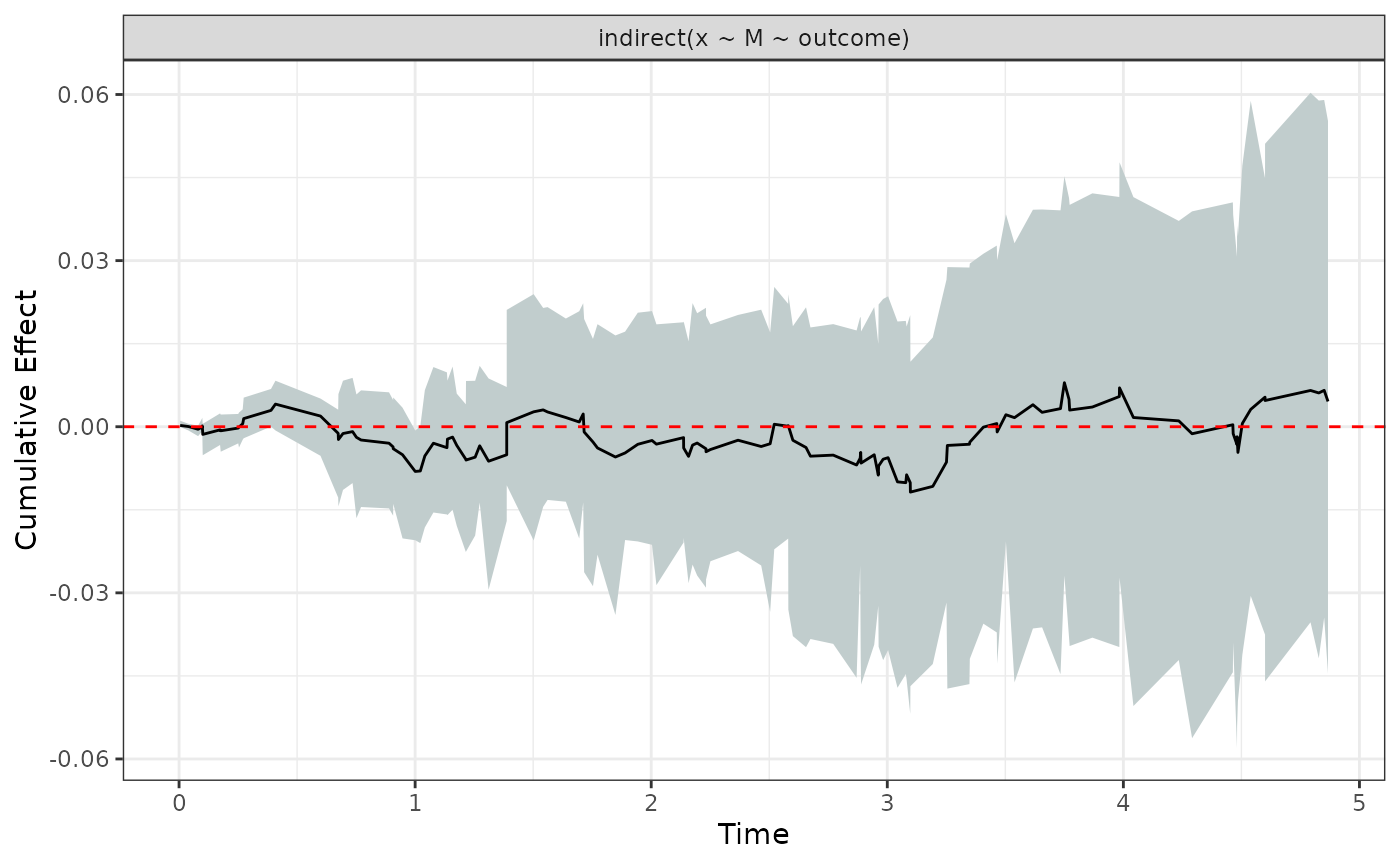 indirect(x ~ M ~ outcome)
Cumulative Effect
0.06
0.03
0.00
-0.03
-0.06
0 1 2 3 4 5
Time